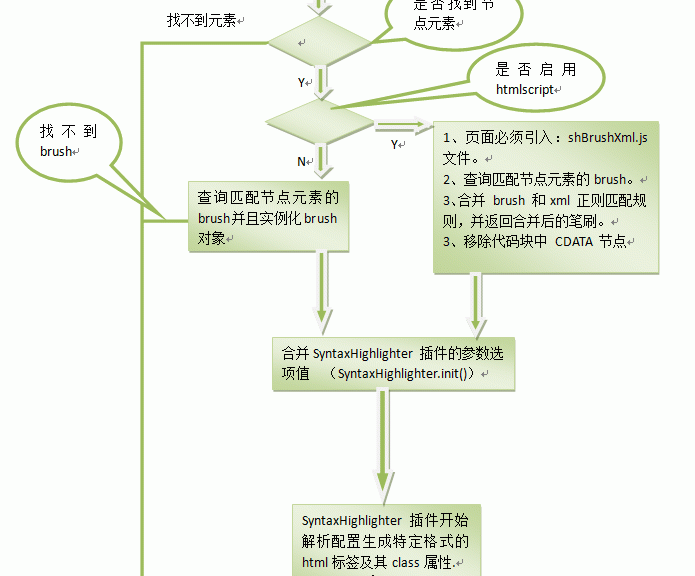 是否找到节
点元素
找不到元素
Y
是否启用
htmlscript
Y
找不到
brush
N
1、页面必须引入：shBrushXml.js
文件。
2、查询匹配节点元素的 brush。
3、合并 brush 和 xml 正则匹配规
则，并返回合并后的笔刷。
3、移除代码块中 CDATA 节点
查询匹配节点元素的
brush并且实例化 brush
对象
合并 SyntaxHighlighter 插件的参数选
项值 （SyntaxHighlighter.init()）
SyntaxHighlighter 插件开始
解析配置生成特定格式的
html 标签及其 class 属性.